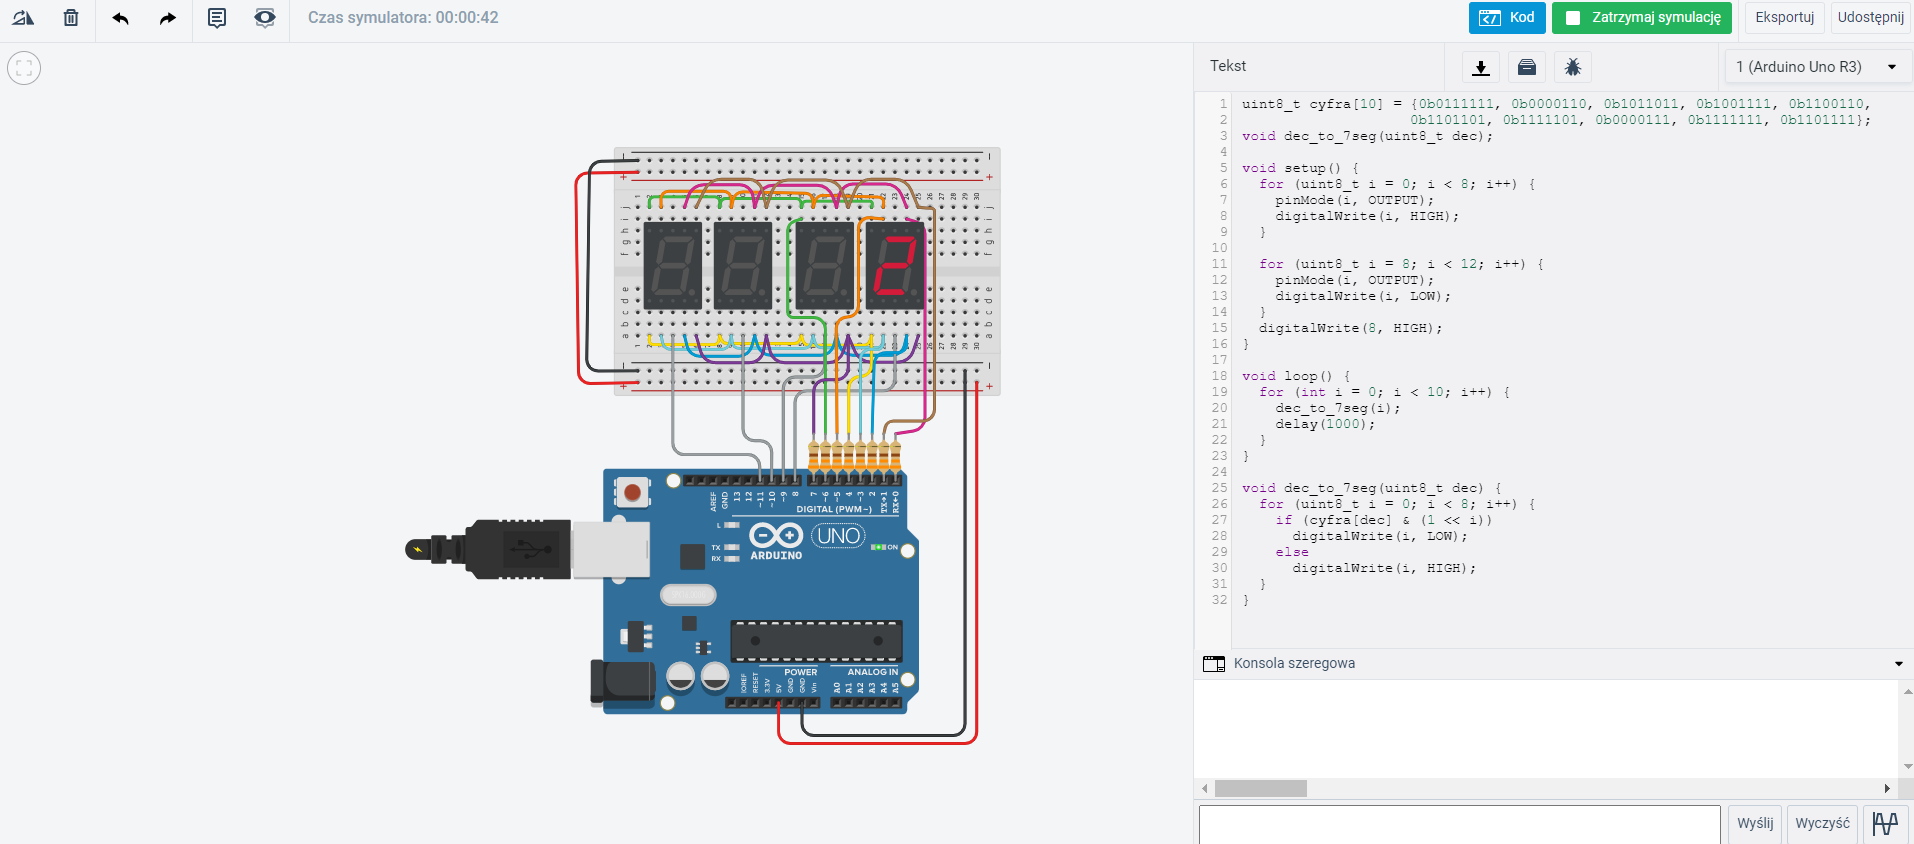 Czas symulatora: 00:00:42
Kod
Zatrzymaj symulację
Eksportuj
Udostępnij
Tekst
1 (Arduino Uno R3)
1 uint8_t cyfra[10] = {0b0111111, 0b0000110, 0b1011011, 0b1001111, 0b1100110,
2 0b1101101, 0b1111101, 0b0000111, 0b1111111, 0b1101111};
3 void dec_to_7seg(uint8_t dec);
4
5 void setup() {
6 for (uint8_t i = 0; i < 8; i++) {
7 pinMode(i, OUTPUT);
8 digitalWrite(i, HIGH);
9 }
10
11 for (uint8_t i = 8; i < 12; i++) {
12 pinMode(i, OUTPUT);
13 digitalWrite(i, LOW);
14 }
15 digitalWrite(8, HIGH);
16 }
17
18 void loop() {
19 for (int i = 0; i < 10; i++) {
20 dec_to_7seg(i);
21 delay(1000);
22 }
23 }
24
25 void dec_to_7seg(uint8_t dec) {
26 for (uint8_t i = 0; i < 8; i++) {
27 if (cyfra[dec] & (1 << i))
28 digitalWrite(i, LOW);
29 else
30 digitalWrite(i, HIGH);
31 }
32 }
Konsola szeregowa
Wyślij
Wyczyść
2
AREF
GND
13
12
~11
~10
~9
8
7
~6
~5
4
~3
2
TX→1
RX←0
DIGITAL (PWM~)
L
TX
RX
ARDUINO
UNO
ON
IOREF
RESET
3.3V
5V
GND
GND
Vin
POWER
ANALOG IN
A0
A1
A2
A3
A4
A5